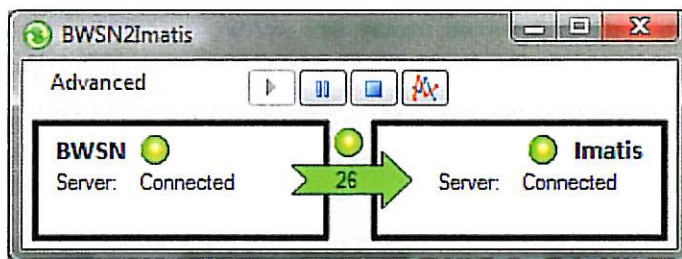 BWSN2Imatis
Advanced
BWSN
Server: Connected
26
Imatis
Server: Connected